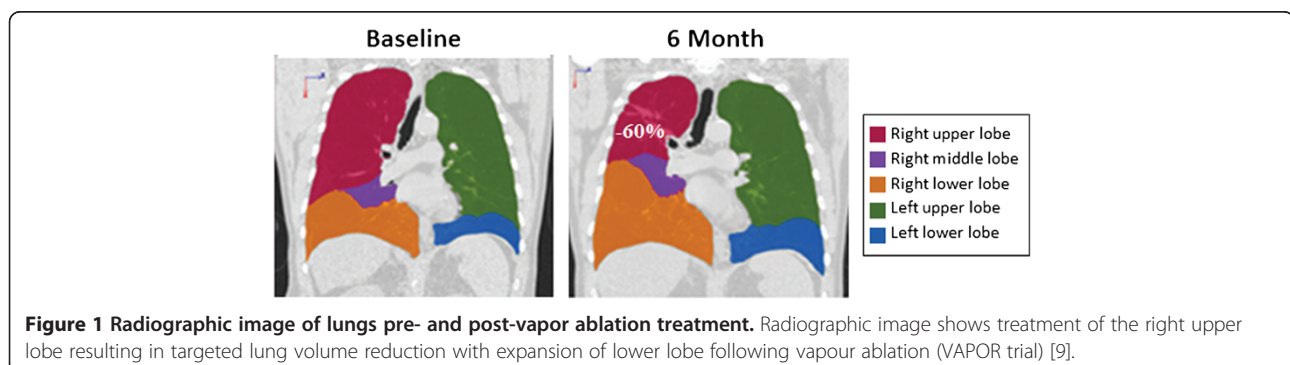 Baseline
6 Month
-60%
Right upper lobe
Right middle lobe
Right lower lobe
Left upper lobe
Left lower lobe
Figure 1 Radiographic image of lungs pre- and post-vapor ablation treatment. Radiographic image shows treatment of the right upper
lobe resulting in targeted lung volume reduction with expansion of lower lobe following vapour ablation (VAPOR trial) [9].